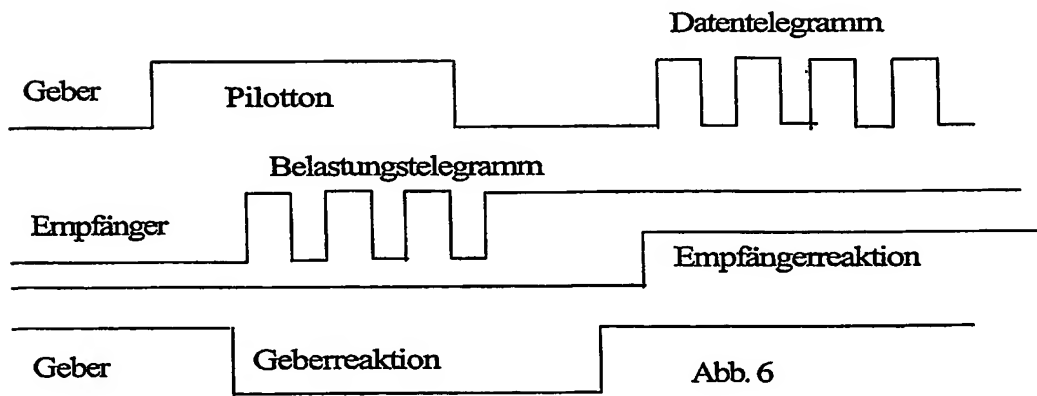 Datentelegramm
Geber
Pilotton
Belastungstelegramm
Empfänger
Empfängerreaktion
Geber
Geberreaktion
Abb. 6